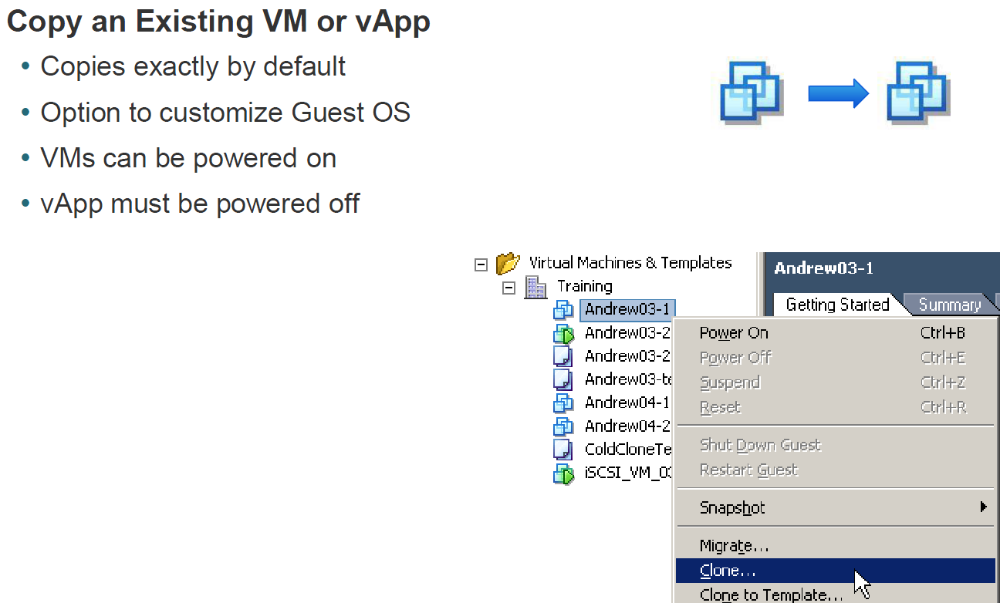 Copy an Existing VM or vApp
• Copies exactly by default
• Option to customize Guest OS
• VMs can be powered on
• vApp must be powered off
Virtual Machines & Templates
Training
Andrew03-1
Andrew03-2
Andrew03-2
Andrew03-te
Andrew04-1
Andrew04-2
ColdCloneTe
iSCSI_VM_03
Andrew03-1
Getting Started Summary
Power On Ctrl+B
Power Off Ctrl+E
Suspend Ctrl+Z
Reset Ctrl+R
Shut Down Guest
Restart Guest
Snapshot
Migrate...
Clone...
Clone to Template...